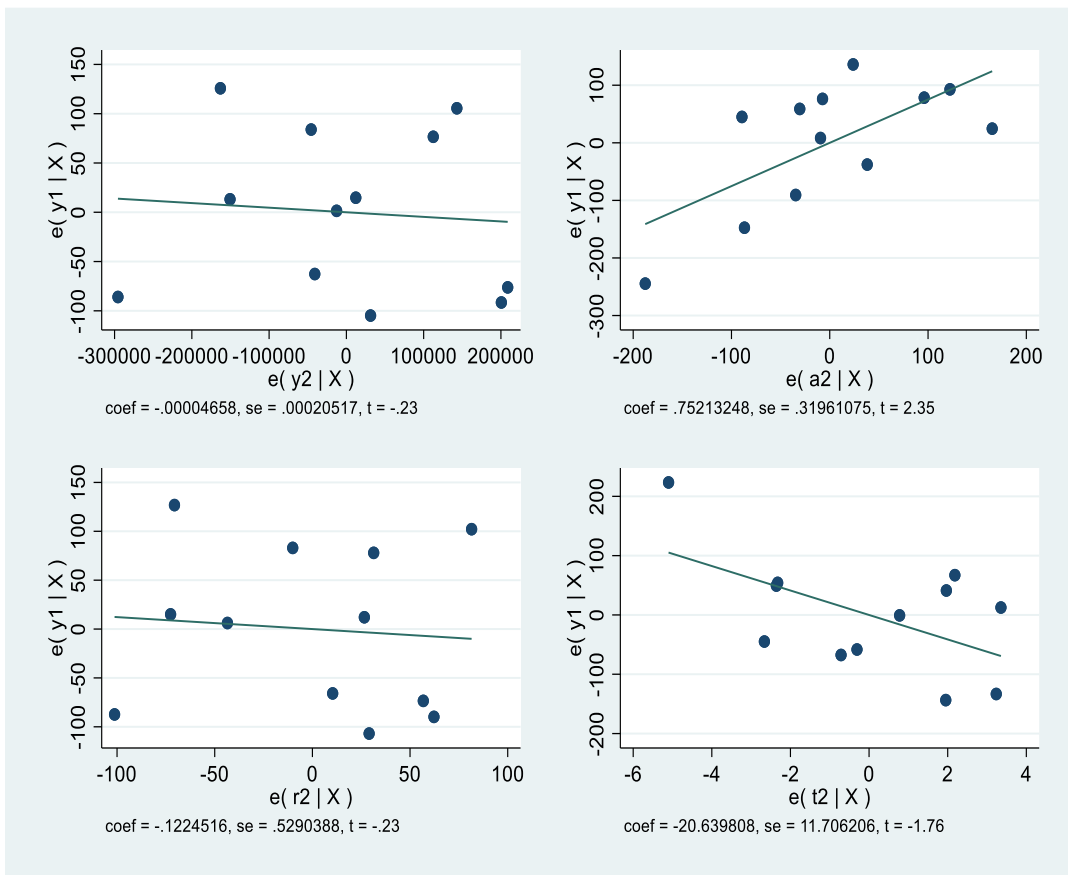 e( y1 | X )
150
100
50
0
-50
-100
-300000 -200000 -100000 0 100000 200000
e( y2 | X )
coef = -.00004658, se = .00020517, t = -.23
e( y1 | X )
100
0
-100
-200
-300
-200 -100 0 100 200
e( a2 | X )
coef = .75213248, se = .31961075, t = 2.35
e( y1 | X )
150
100
50
0
-50
-100
-100 -50 0 50 100
e( r2 | X )
coef = -.1224516, se = .5290388, t = -.23
e( y1 | X )
200
100
0
-100
-200
-6 -4 -2 0 2 4
e( t2 | X )
coef = -20.639808, se = 11.706206, t = -1.76